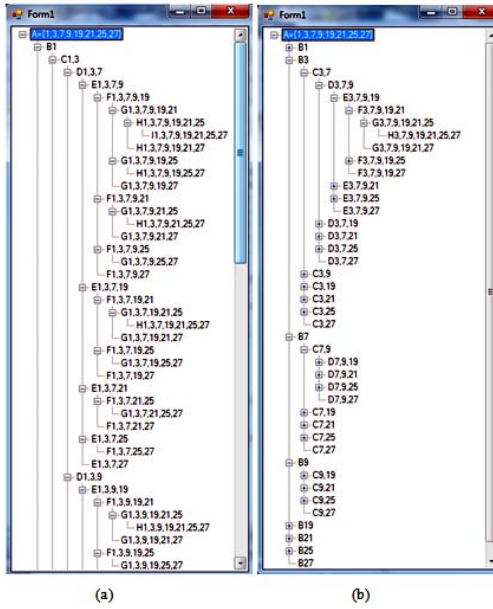 Form1
A={1,3,7,9,19,21,25,27}
B1
C1,3
D1,3,7
E1,3,7,9
F1,3,7,9,19
G1,3,7,9,19,21
H1,3,7,9,19,21,25
I1,3,7,9,19,21,25,27
H1,3,7,9,19,21,27
G1,3,7,9,19,25
H1,3,7,9,19,25,27
G1,3,7,9,19,27
F1,3,7,9,21
G1,3,7,9,21,25
H1,3,7,9,21,25,27
G1,3,7,9,21,27
F1,3,7,9,25
G1,3,7,9,25,27
F1,3,7,9,27
E1,3,7,19
F1,3,7,19,21
G1,3,7,19,21,25
H1,3,7,19,21,25,27
G1,3,7,19,21,27
F1,3,7,19,25
G1,3,7,19,25,27
F1,3,7,19,27
E1,3,7,21
F1,3,7,21,25
G1,3,7,21,25,27
F1,3,7,21,27
E1,3,7,25
F1,3,7,25,27
E1,3,7,27
D1,3,9
E1,3,9,19
F1,3,9,19,21
G1,3,9,19,21,25
H1,3,9,19,21,25,27
G1,3,9,19,21,27
F1,3,9,19,25
G1,3,9,19,25,27
(a)
Form1
A={1,3,7,9,19,21,25,27}
B1
B3
C3,7
D3,7,9
E3,7,9,19
F3,7,9,19,21
G3,7,9,19,21,25
H3,7,9,19,21,25,27
G3,7,9,19,21,27
F3,7,9,19,25
F3,7,9,19,27
E3,7,9,21
E3,7,9,25
E3,7,9,27
D3,7,19
D3,7,21
D3,7,25
D3,7,27
C3,9
C3,19
C3,21
C3,25
C3,27
B7
C7,9
D7,9,19
D7,9,21
D7,9,25
D7,9,27
C7,19
C7,21
C7,25
C7,27
B9
C9,19
C9,21
C9,25
C9,27
B19
B21
B25
B27
(b)